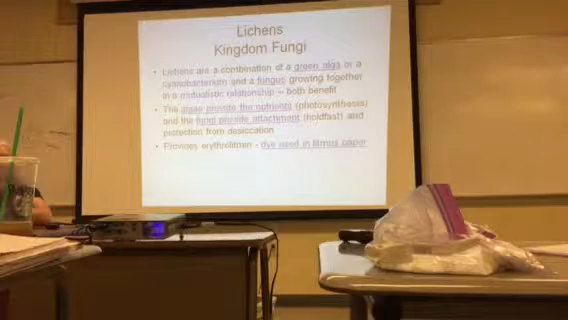 Lichens
Kingdom Fungi
• Lichens are a combination of a green alga or a
cyanobacterium and a fungus growing together
in a mutualistic relationship – both benefit
• The algae provide the nutrients (photosynthesis)
and the fungi provide attachment (holdfast) and
protection from desiccation
• Provides erythrolitmin - dye used in litmus paper